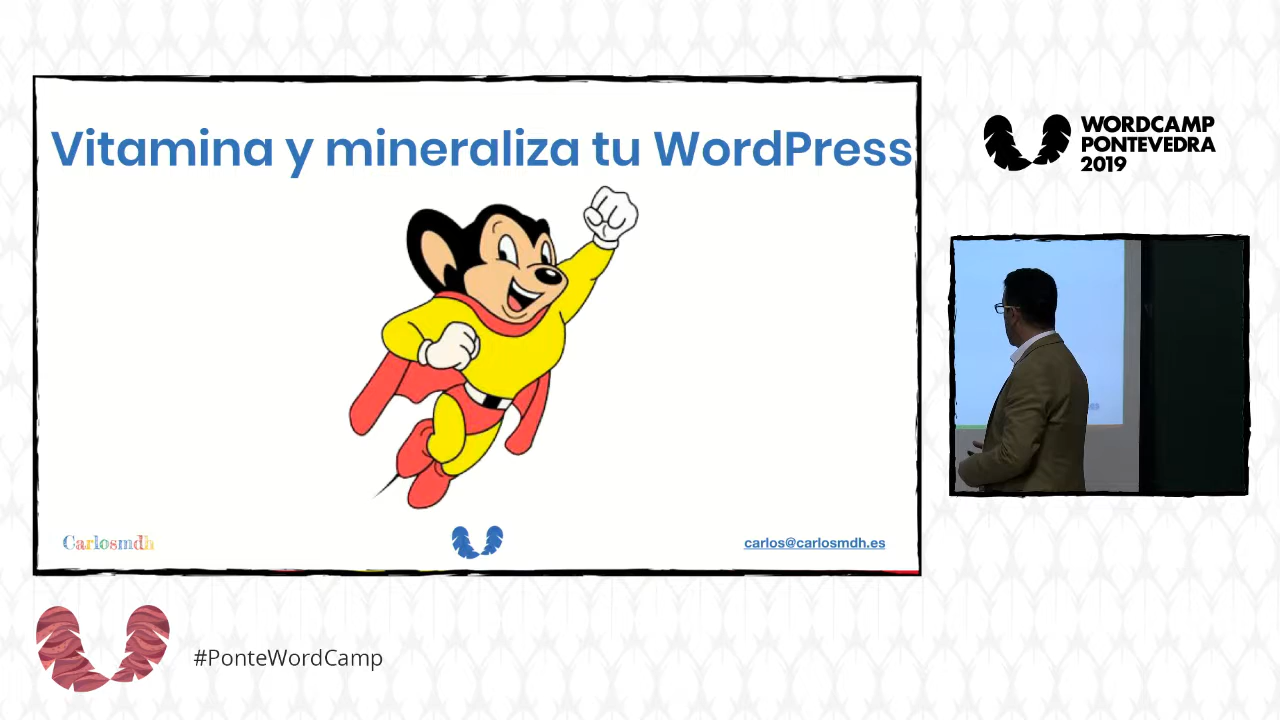 Vitamina y mineraliza tu WordPress
WORDCAMP
PONTEVEDRA
2019
Carlosmdh
carlos@carlosmdh.es
#PonteWordCamp